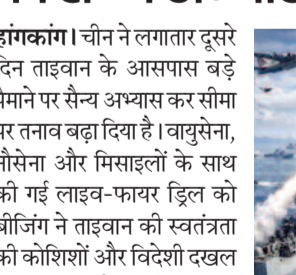 हांगकांग। चीन ने लगातार दूसरे
दिन ताइवान के आसपास बड़े
पैमाने पर सैन्य अभ्यास कर सीमा
पर तनाव बढ़ा दिया है। वायुसेना,
नौसेना और मिसाइलों के साथ
की गई लाइव-फायर ड्रिल को
बीजिंग ने ताइवान की स्वतंत्रता
की कोशिशों और विदेशी दखल